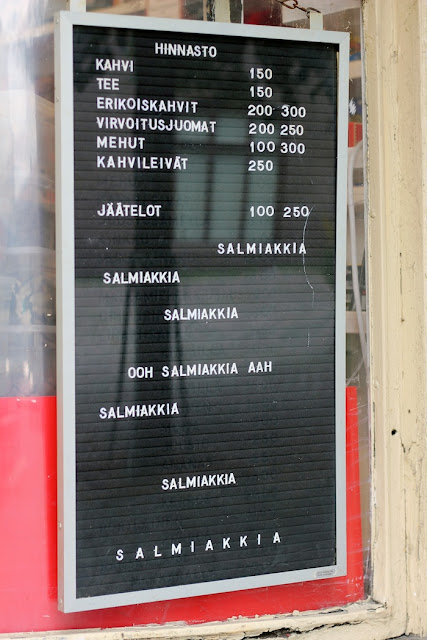 HINNASTO
KAHVI 150
TEE 150
ERIKOISKAHVIT 200 300
VIRVOITUSJUOMAT 200 250
MEHUT 100 300
KAHVILEIVÄT 250
JÄÄTELOT 100 250
SALMIAKKIA
SALMIAKKIA
SALMIAKKIA
OOH SALMIAKKIA AAH
SALMIAKKIA
SALMIAKKIA
SALMIAKKIA